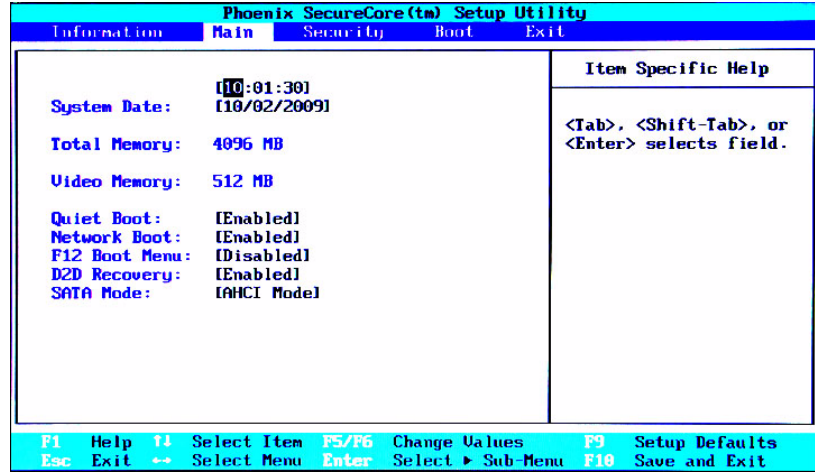 Phoenix SecureCore(tm) Setup Utility
Information Main Security Boot Exit
Item Specific Help
[10:01:30]
System Date: [10/02/2009]
<Tab>, <Shift-Tab>, or
<Enter> selects field.
Total Memory: 4096 MB
Video Memory: 512 MB
Quiet Boot: [Enabled]
Network Boot: [Enabled]
F12 Boot Menu: [Disabled]
D2D Recovery: [Enabled]
SATA Mode: [AHCI Mode]
F1 Help ↑↓ Select Item F5/F6 Change Values F9 Setup Defaults
Esc Exit ↔ Select Menu Enter Select ▶ Sub-Menu F10 Save and Exit